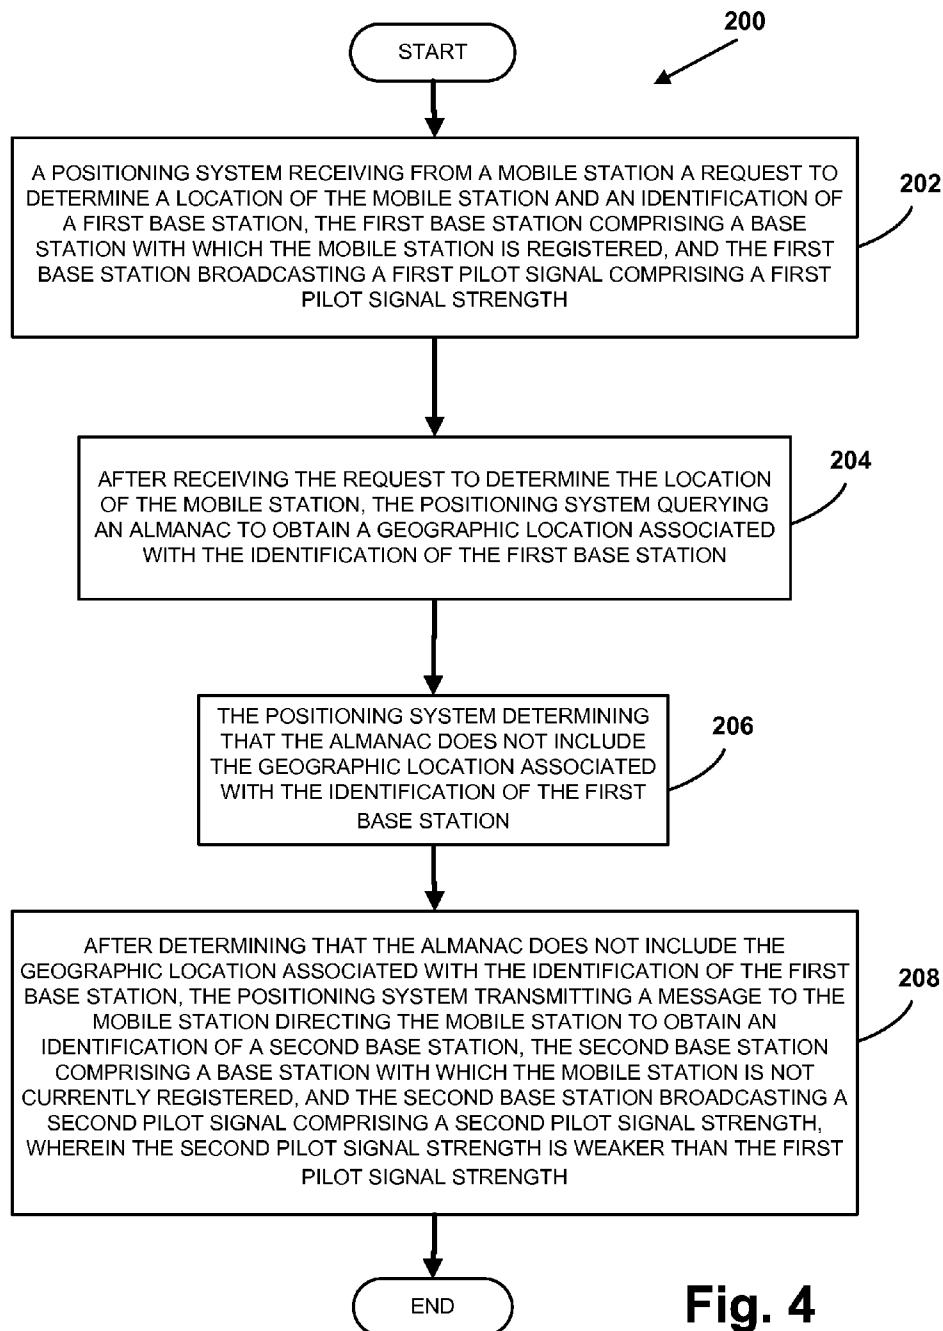 200
START
A POSITIONING SYSTEM RECEIVING FROM A MOBILE STATION A REQUEST TO
DETERMINE A LOCATION OF THE MOBILE STATION AND AN IDENTIFICATION OF
A FIRST BASE STATION, THE FIRST BASE STATION COMPRISING A BASE
STATION WITH WHICH THE MOBILE STATION IS REGISTERED, AND THE FIRST
BASE STATION BROADCASTING A FIRST PILOT SIGNAL COMPRISING A FIRST
PILOT SIGNAL STRENGTH
202
AFTER RECEIVING THE REQUEST TO DETERMINE THE LOCATION
OF THE MOBILE STATION, THE POSITIONING SYSTEM QUERYING
AN ALMANAC TO OBTAIN A GEOGRAPHIC LOCATION ASSOCIATED
WITH THE IDENTIFICATION OF THE FIRST BASE STATION
204
THE POSITIONING SYSTEM DETERMINING
THAT THE ALMANAC DOES NOT INCLUDE
THE GEOGRAPHIC LOCATION ASSOCIATED
WITH THE IDENTIFICATION OF THE FIRST
BASE STATION
206
AFTER DETERMINING THAT THE ALMANAC DOES NOT INCLUDE THE
GEOGRAPHIC LOCATION ASSOCIATED WITH THE IDENTIFICATION OF THE FIRST
BASE STATION, THE POSITIONING SYSTEM TRANSMITTING A MESSAGE TO THE
MOBILE STATION DIRECTING THE MOBILE STATION TO OBTAIN AN
IDENTIFICATION OF A SECOND BASE STATION, THE SECOND BASE STATION
COMPRISING A BASE STATION WITH WHICH THE MOBILE STATION IS NOT
CURRENTLY REGISTERED, AND THE SECOND BASE STATION BROADCASTING A
SECOND PILOT SIGNAL COMPRISING A SECOND PILOT SIGNAL STRENGTH,
WHEREIN THE SECOND PILOT SIGNAL STRENGTH IS WEAKER THAN THE FIRST
PILOT SIGNAL STRENGTH
208
END
Fig. 4